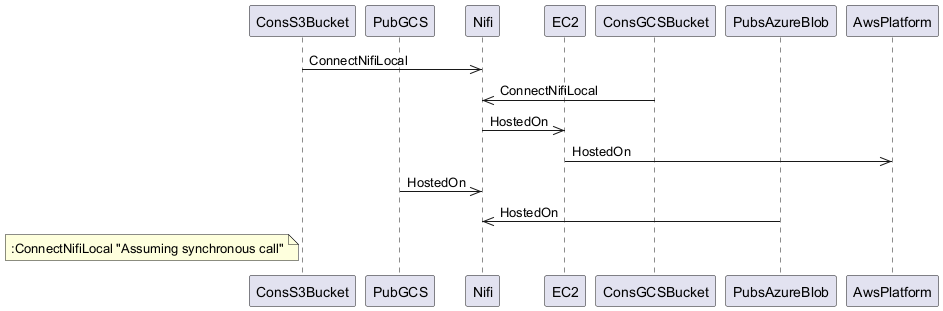 ConsS3Bucket PubGCS Nifi EC2 ConsGCSBucket PubsAzureBlob AwsPlatform
ConnectNifiLocal
ConnectNifiLocal
HostedOn
HostedOn
HostedOn
HostedOn
:ConnectNifiLocal "Assuming synchronous call"
ConsS3Bucket PubGCS Nifi EC2 ConsGCSBucket PubsAzureBlob AwsPlatform